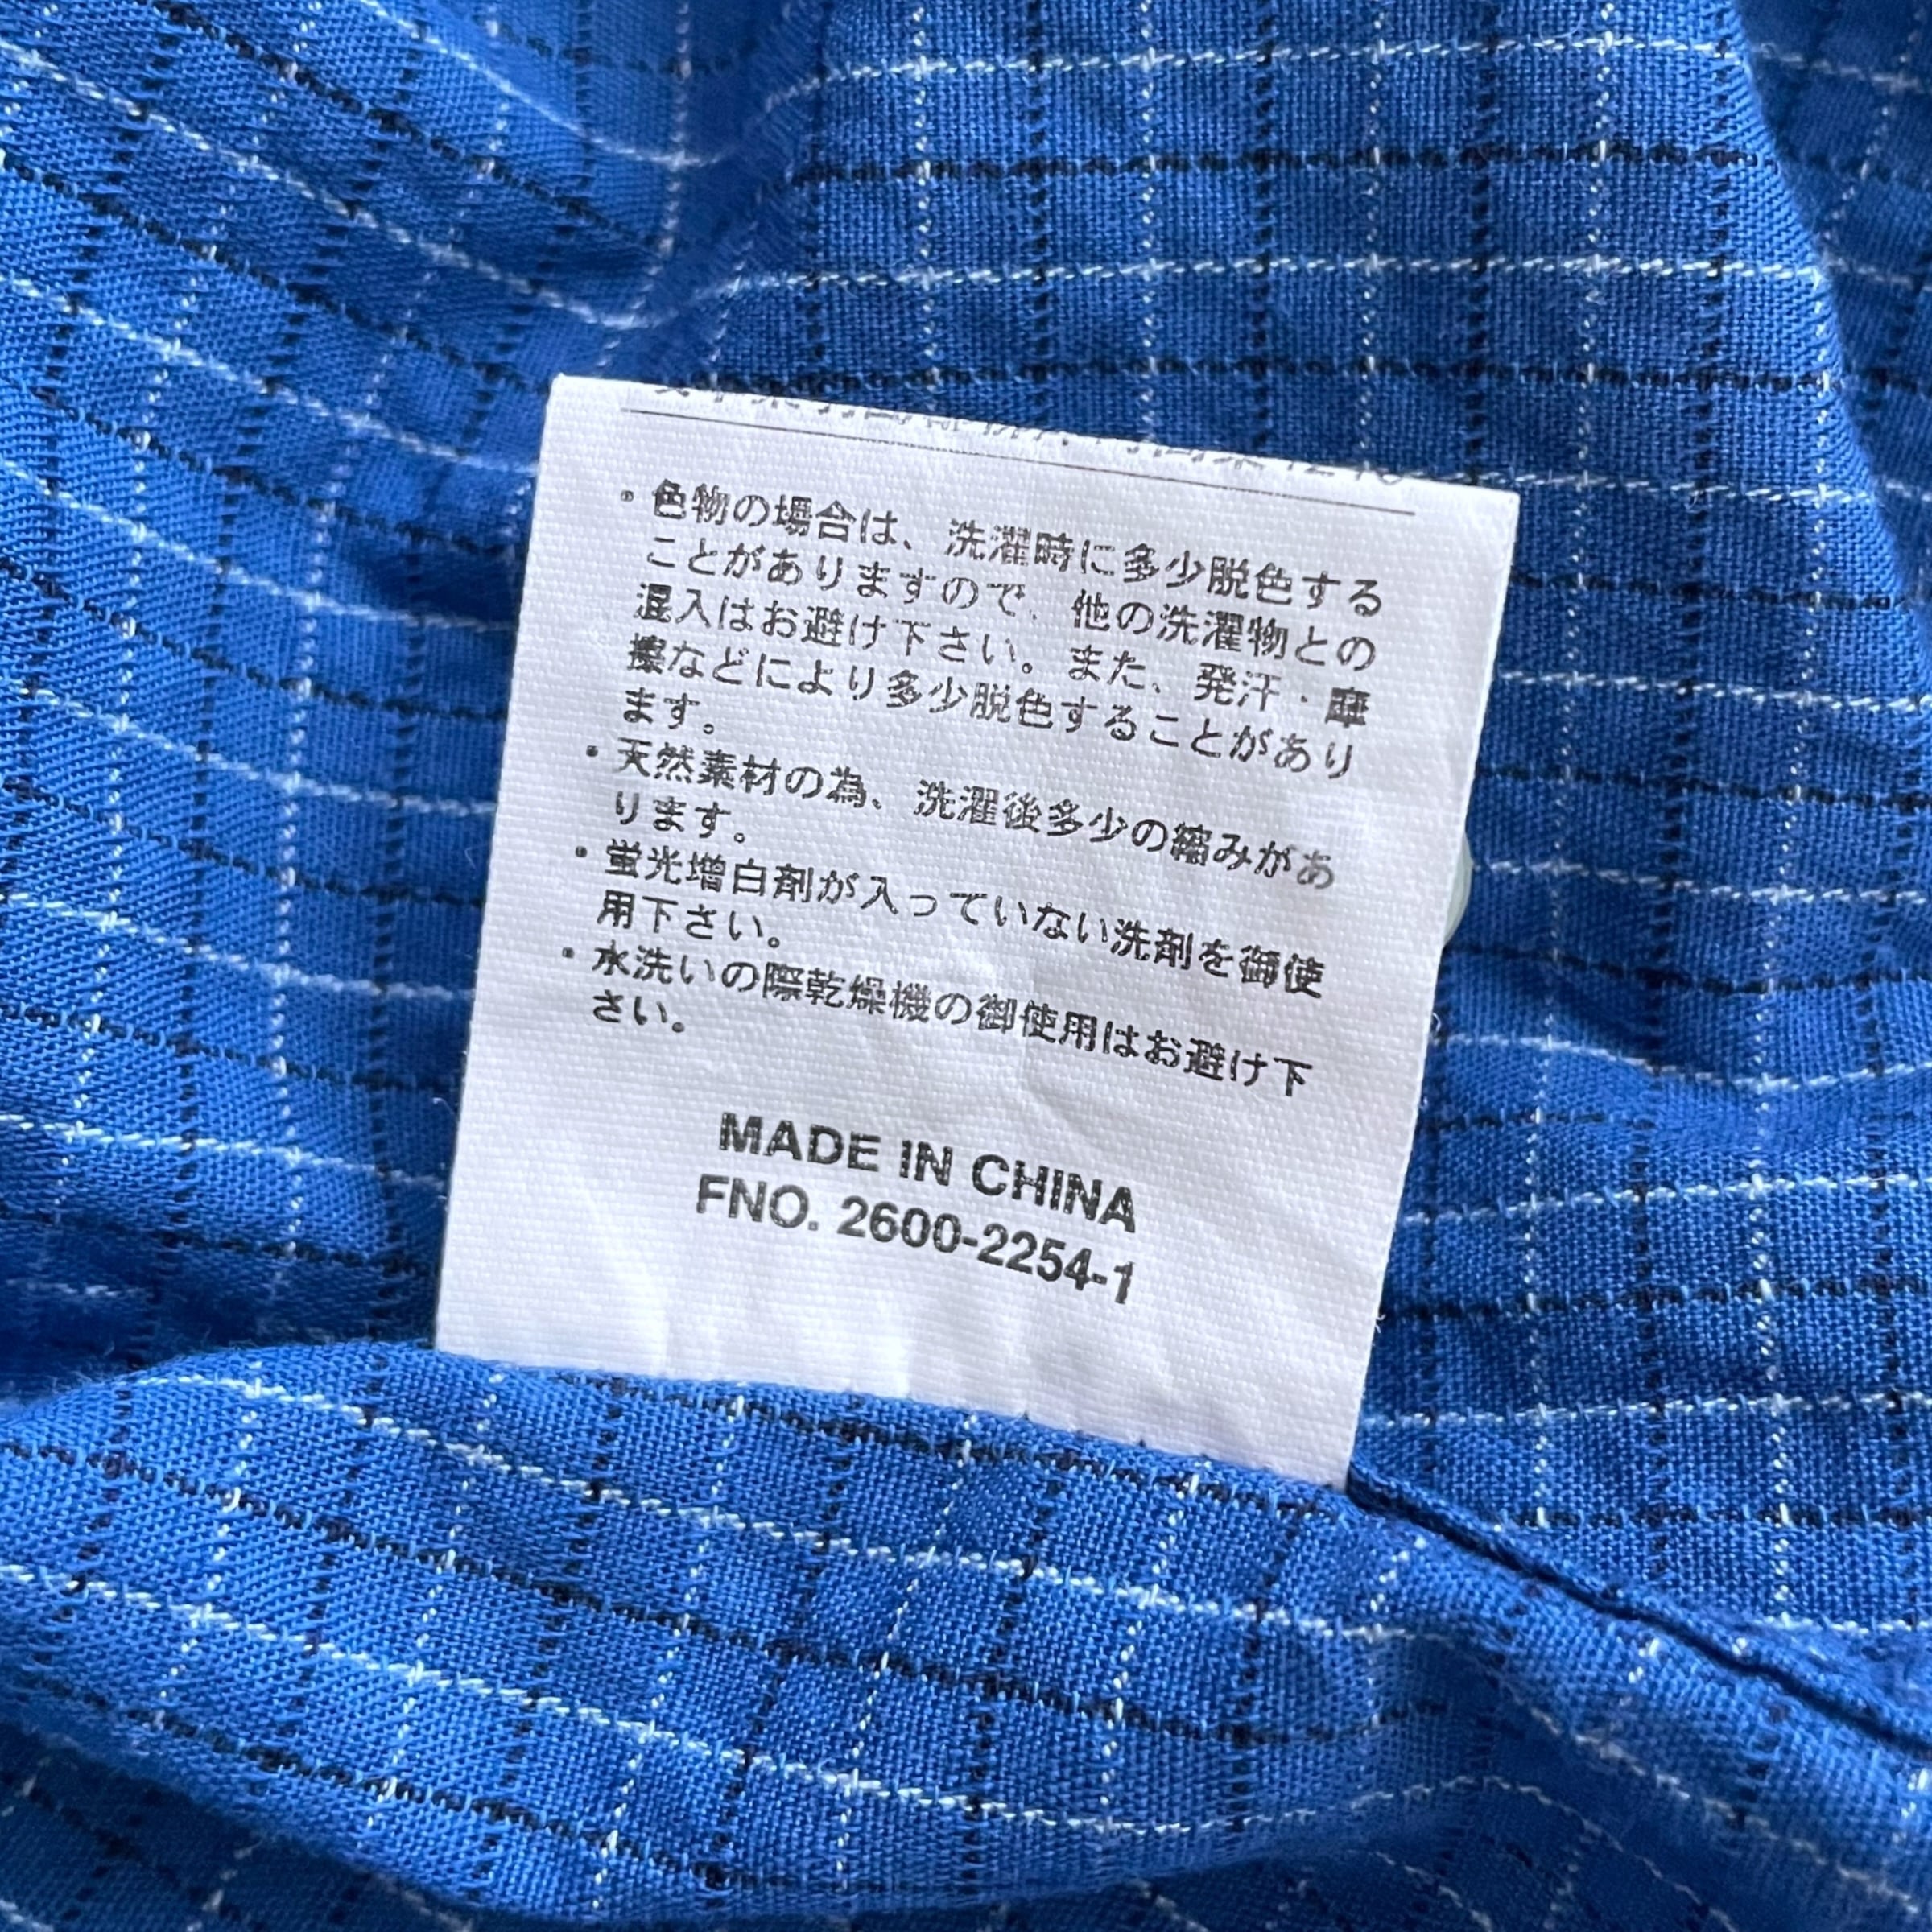 ・色物の場合は、洗濯時に多少脱色する
ことがありますので、他の洗濯物との
混入はお避け下さい。また、発汗・摩
擦などにより多少脱色することがあり
ます。
・天然素材の為、洗濯後多少の縮みがあ
ります。
・蛍光増白剤が入っていない洗剤を御使
用下さい。
・水洗いの際乾燥機の御使用はお避け下
さい。
MADE IN CHINA
FNO. 2600-2254-1